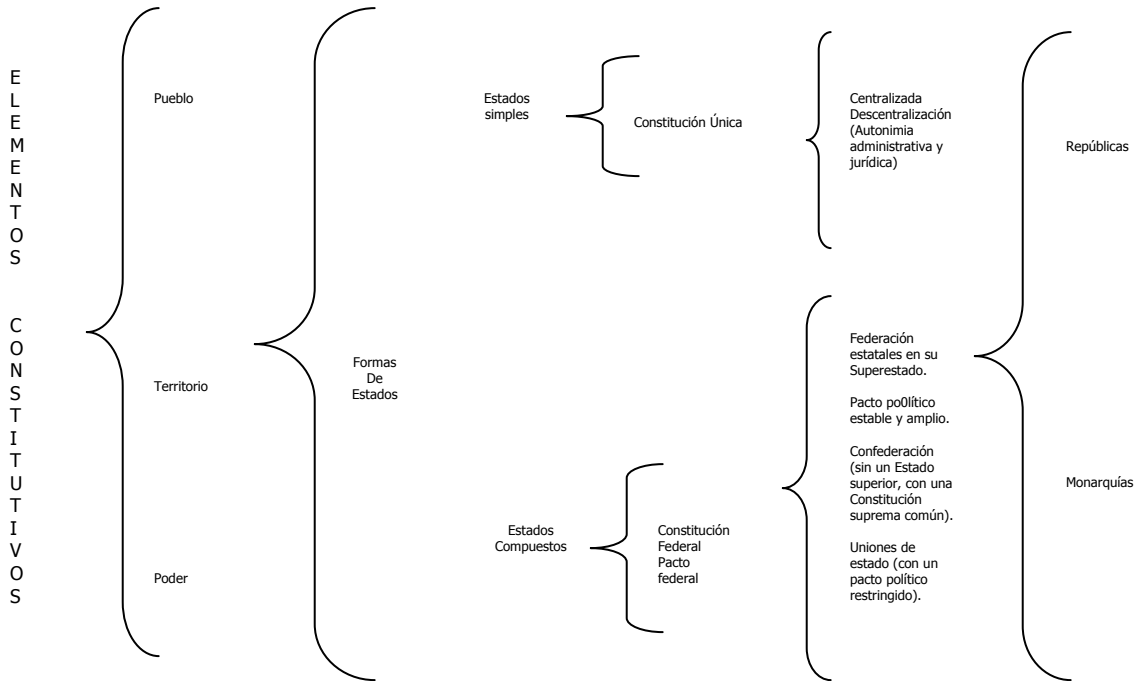 ELEMENTOS
CONSTITUTIVOS
Pueblo
Territorio
Poder
Formas
De
Estados
Estados
simples
Constitución Única
Centralizada
Descentralización
(Autonimia
administrativa y
jurídica)
Estados
Compuestos
Constitución
Federal
Pacto
federal
Federación
estatales en su
Superestado.
Pacto po0lítico
estable y amplio.
Confederación
(sin un Estado
superior, con una
Constitución
suprema común).
Uniones de
estado (con un
pacto político
restringido).
Repúblicas
Monarquías